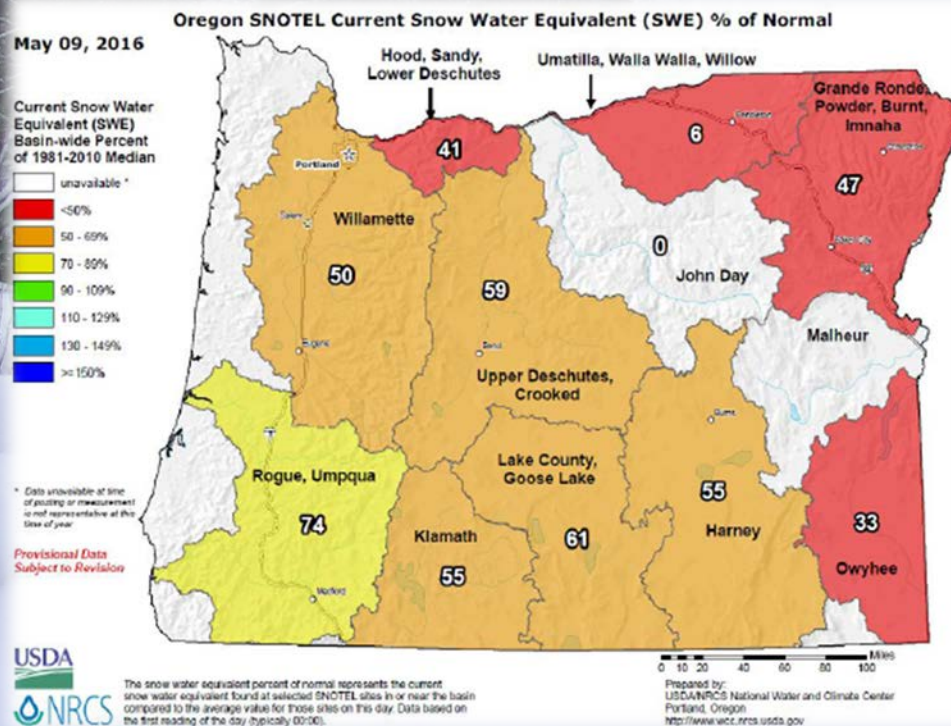 Oregon SNOTEL Current Snow Water Equivalent (SWE) % of Normal
May 09, 2016
Hood, Sandy,
Lower Deschutes
Umatilla, Walla Walla, Willow
Grande Ronde,
Powder, Burnt,
Imnaha
Current Snow Water
Equivalent (SWE)
Basin-wide Percent
of 1981-2010 Median
unavailable *
<50%
50 - 69%
70 - 89%
90 - 109%
110 - 129%
130 - 149%
>= 150%
41
6
47
Portland
Salem
Willamette
50
59
0
John Day
Malheur
Eugene
Bend
Upper Deschutes,
Crooked
Burns
Rogue, Umpqua
74
Lake County,
Goose Lake
61
Klamath
55
55
Harney
33
Owyhee
Medford
* Data unavailable at time
of posting or measurement
is not representative at this
time of year
Provisional Data
Subject to Revision
Miles
0 10 20 40 60 80 100
USDA
NRCS
The snow water equivalent percent of normal represents the current
snow water equivalent found at selected SNOTEL sites in or near the basin
compared to the average value for those sites on this day. Data based on
the first reading of the day (typically 00:00).
Prepared by:
USDA/NRCS National Water and Climate Center
Portland, Oregon
http://www.wcc.nrcs.usda.gov